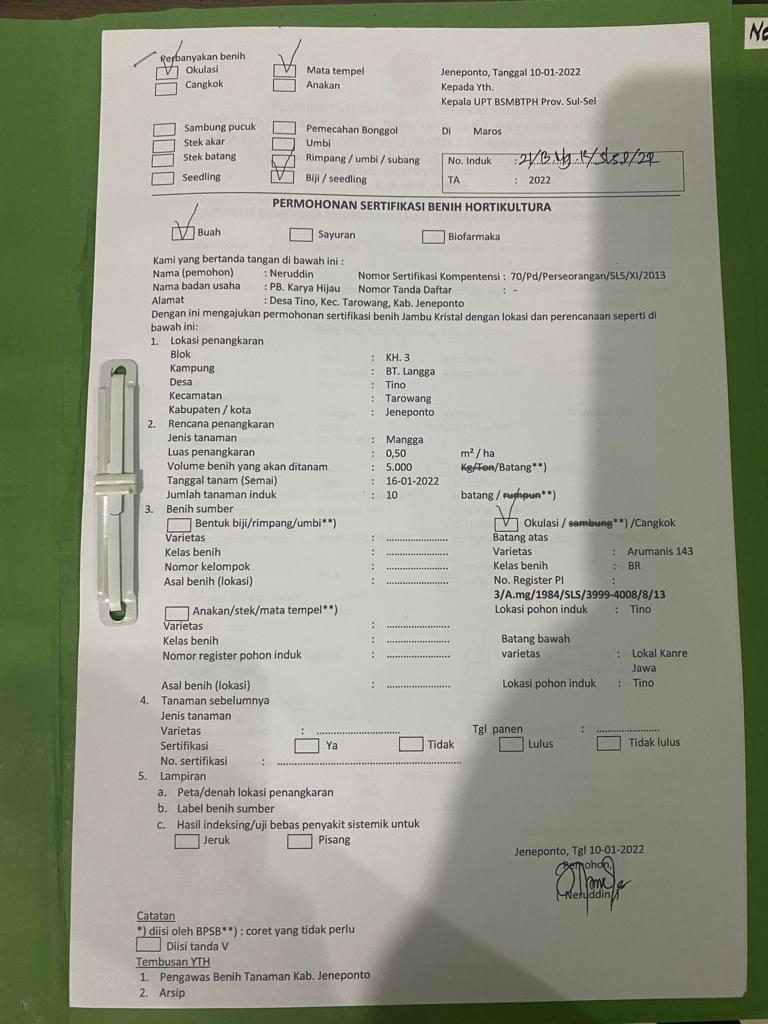 Perbanyakan benih
Okulasi Mata tempel Jeneponto, Tanggal 10-01-2022
Cangkok Anakan Kepada Yth.
Kepala UPT BSMBTPH Prov. Sul-Sel
Sambung pucuk Pemecahan Bonggol Di Maros
Stek akar Umbi
Stek batang Rimpang / umbi / subang No. Induk :
Seedling Biji / seedling TA : 2022
PERMOHONAN SERTIFIKASI BENIH HORTIKULTURA
Buah Sayuran Biofarmaka
Kami yang bertanda tangan di bawah ini :
Nama (pemohon) : Neruddin Nomor Sertifikasi Kompentensi : 70/Pd/Perseorangan/SLS/XI/2013
Nama badan usaha : PB. Karya Hijau Nomor Tanda Daftar : -
Alamat : Desa Tino, Kec. Tarowang, Kab. Jeneponto
Dengan ini mengajukan permohonan sertifikasi benih Jambu Kristal dengan lokasi dan perencanaan seperti di
bawah ini:
1. Lokasi penangkaran
Blok : KH. 3
Kampung : BT. Langga
Desa : Tino
Kecamatan : Tarowang
Kabupaten / kota : Jeneponto
2. Rencana penangkaran
Jenis tanaman : Mangga
Luas penangkaran : 0,50 m² / ha
Volume benih yang akan ditanam : 5.000 Kg/Ton/Batang**)
Tanggal tanam (Semai) : 16-01-2022
Jumlah tanaman induk : 10 batang / rumpun**)
3. Benih sumber
Bentuk biji/rimpang/umbi**) Okulasi / sambung**) /Cangkok
Varietas : .................... Batang atas
Kelas benih : .................... Varietas : Arumanis 143
Nomor kelompok : .................... Kelas benih : BR
Asal benih (lokasi) : .................... No. Register PI :
3/A.mg/1984/SLS/3999-4008/8/13
Anakan/stek/mata tempel**) Lokasi pohon induk : Tino
Varietas : ....................
Kelas benih : .................... Batang bawah
Nomor register pohon induk : .................... varietas : Lokal Kanre
Jawa
Asal benih (lokasi) : .................... Lokasi pohon induk : Tino
4. Tanaman sebelumnya
Jenis tanaman
Varietas : .......................... Tgl panen : ....................
Sertifikasi Ya Tidak Lulus Tidak lulus
No. sertifikasi : ............................................................
5. Lampiran
a. Peta/denah lokasi penangkaran
b. Label benih sumber
c. Hasil indeksing/uji bebas penyakit sistemik untuk
Jeruk Pisang
Jeneponto, Tgl 10-01-2022
Pemohon,
( Neruddin )
Catatan
*) diisi oleh BPSB**) : coret yang tidak perlu
Diisi tanda V
Tembusan YTH
1. Pengawas Benih Tanaman Kab. Jeneponto
2. Arsip